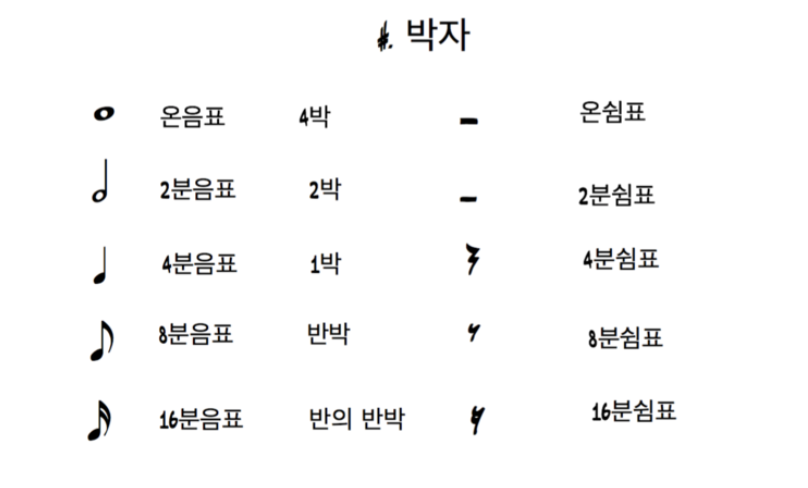 #. 박자
온음표 4박 온쉼표
2분음표 2박 2분쉼표
4분음표 1박 4분쉼표
8분음표 반박 8분쉼표
16분음표 반의 반박 16분쉼표